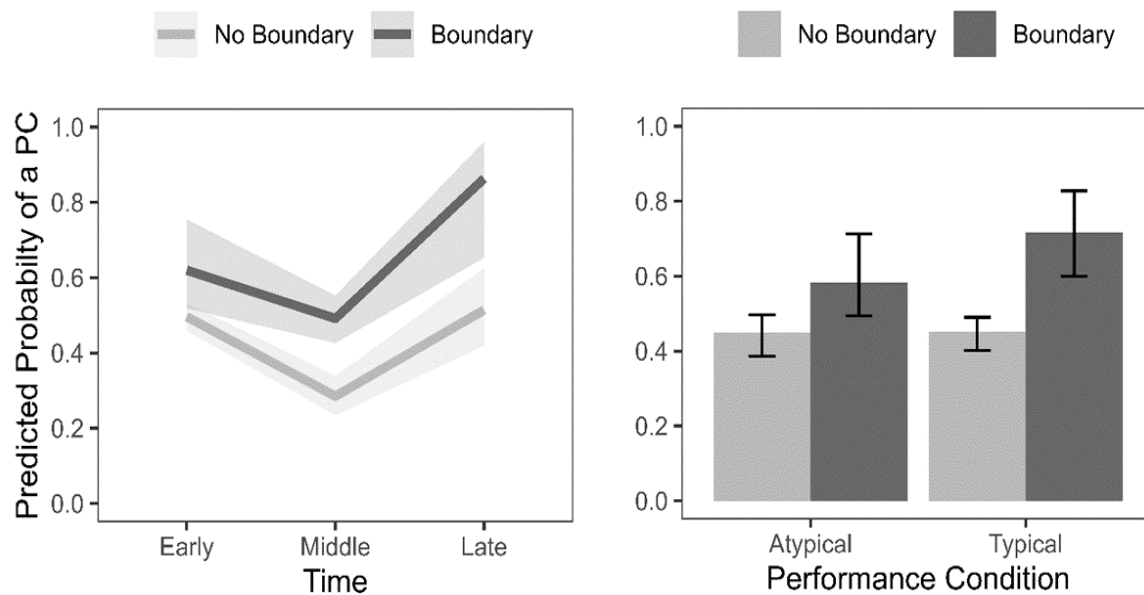 No Boundary Boundary
No Boundary Boundary
Predicted Probabilty of a PC
1.0
0.8
0.6
0.4
0.2
0.0
Early Middle Late
Time
1.0
0.8
0.6
0.4
0.2
0.0
Atypical Typical
Performance Condition